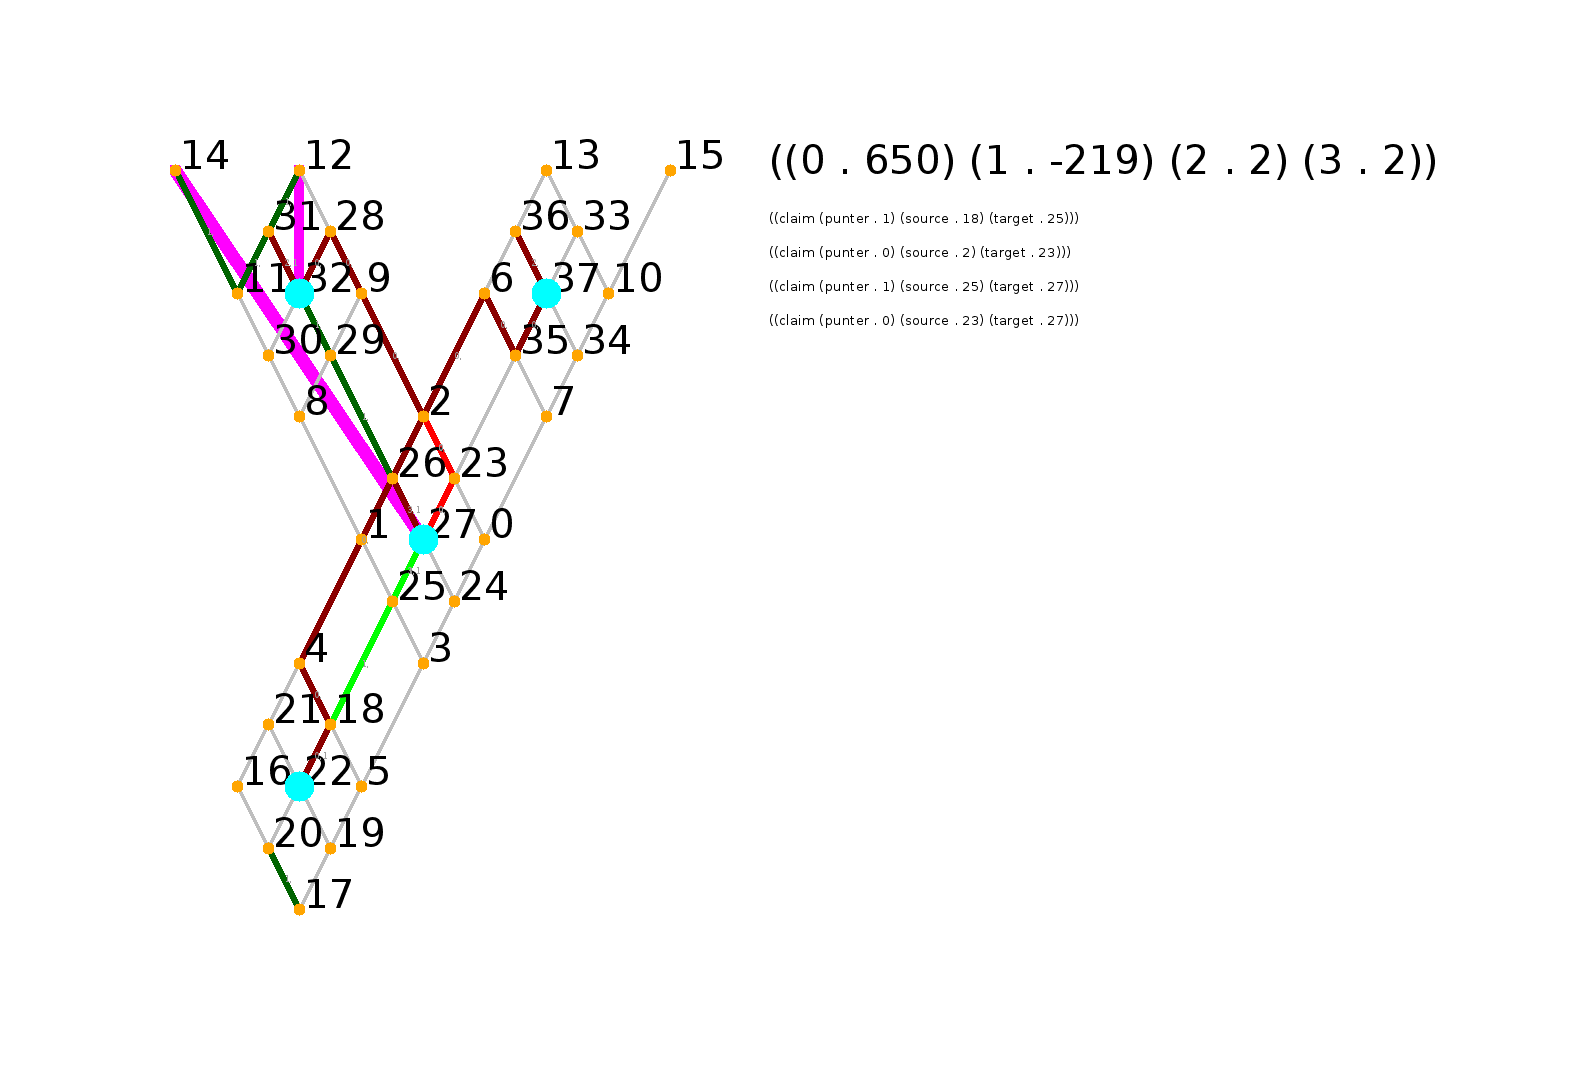 14 12 13 15
((0 . 650) (1 . -219) (2 . 2) (3 . 2))
31 28 36 33
((claim (punter . 1) (source . 18) (target . 25)))
((claim (punter . 0) (source . 2) (target . 23)))
11 32 9 6 37 10
((claim (punter . 1) (source . 25) (target . 27)))
((claim (punter . 0) (source . 23) (target . 27)))
30 29 35 34
8 2 7
26 23
1 27 0
25 24
4 3
21 18
16 22 5
20 19
17